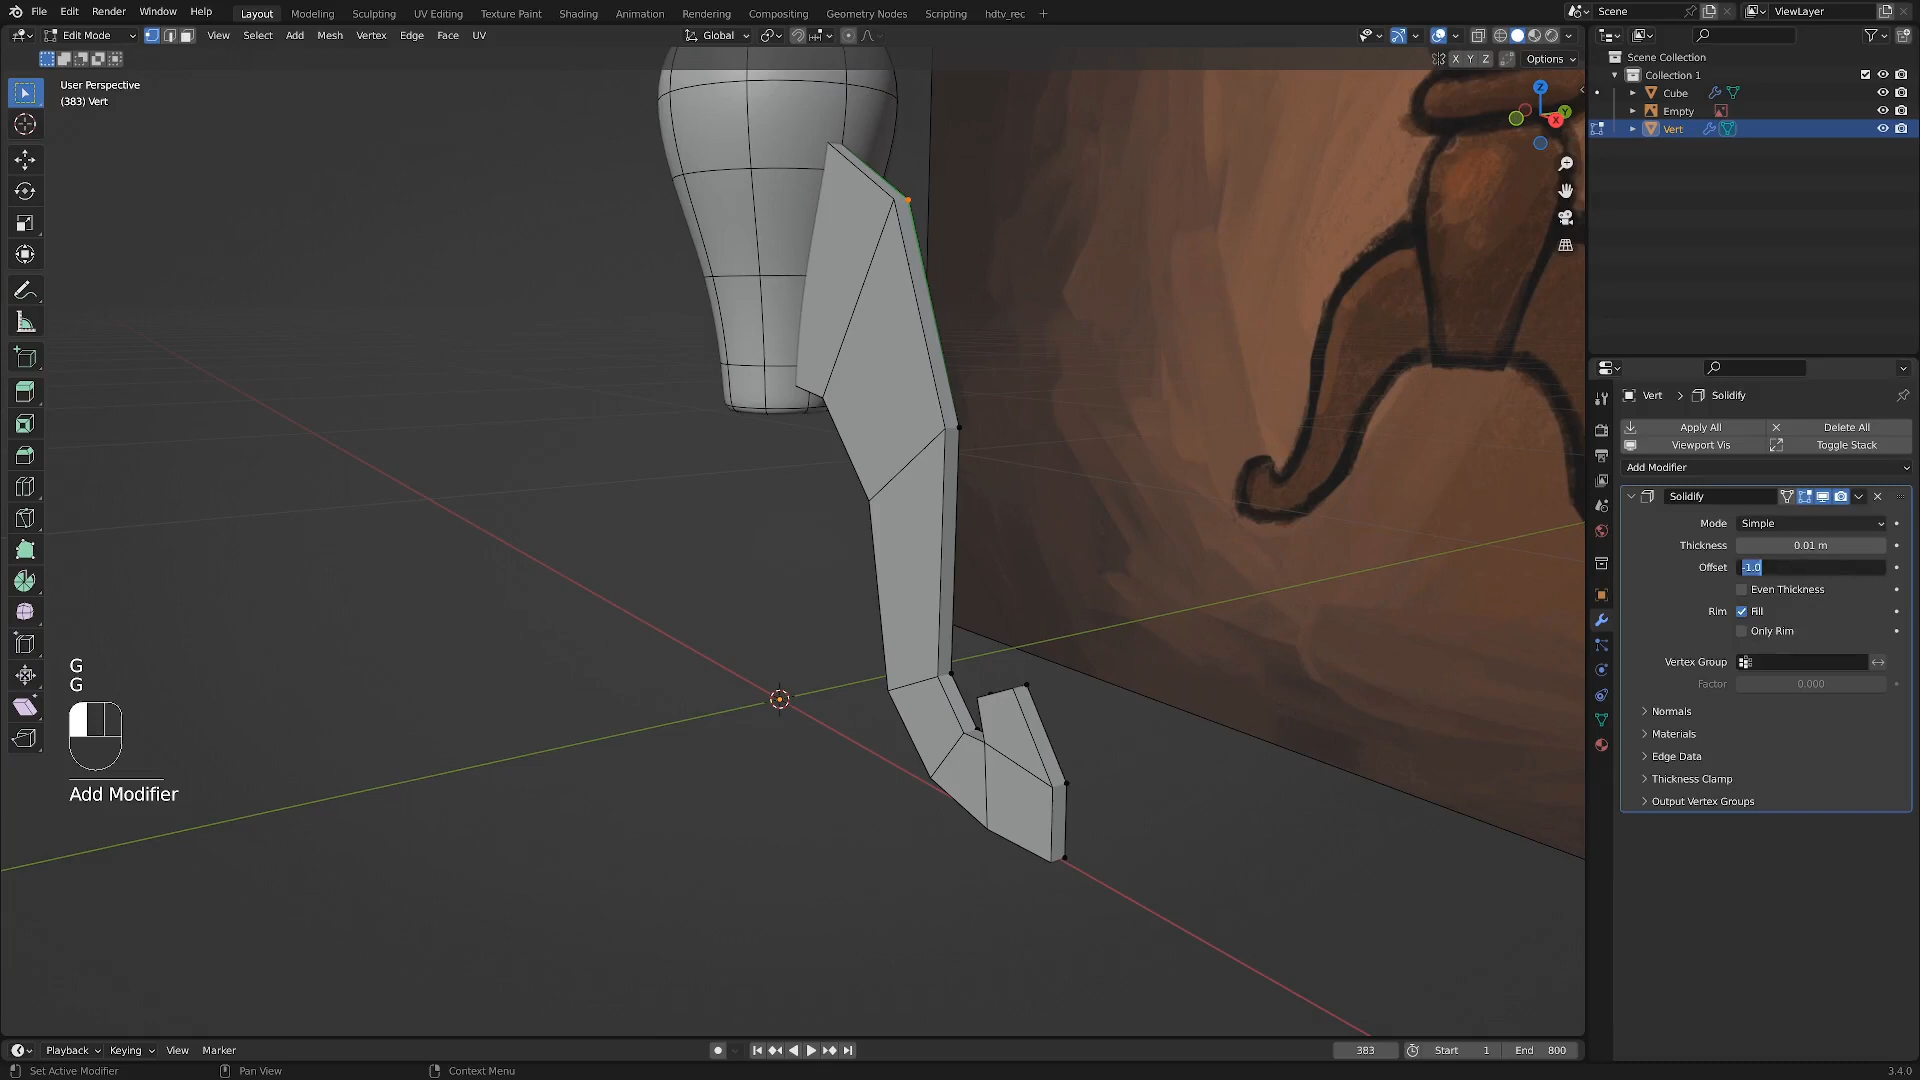 File Edit Render Window Help Layout Modeling Sculpting UV Editing Texture Paint Shading Animation Rendering Compositing Geometry Nodes Scripting hdtv_rec + Scene ViewLayer
Edit Mode View Select Add Mesh Vertex Edge Face UV Global
X Y Z Options
User Perspective
(383) Vert
Z
Y
X
Scene Collection
Collection 1
Cube
Empty
Vert
Vert > Solidify
Apply All Delete All
Viewport Vis Toggle Stack
Add Modifier
Solidify
Mode Simple
Thickness 0.01 m
Offset -1.0
Even Thickness
Rim Fill
Only Rim
Vertex Group
Factor 0.000
Normals
Materials
Edge Data
Thickness Clamp
Output Vertex Groups
G
G
Add Modifier
Playback Keying View Marker 383 Start 1 End 800
Set Active Modifier Pan View Context Menu 3.4.0